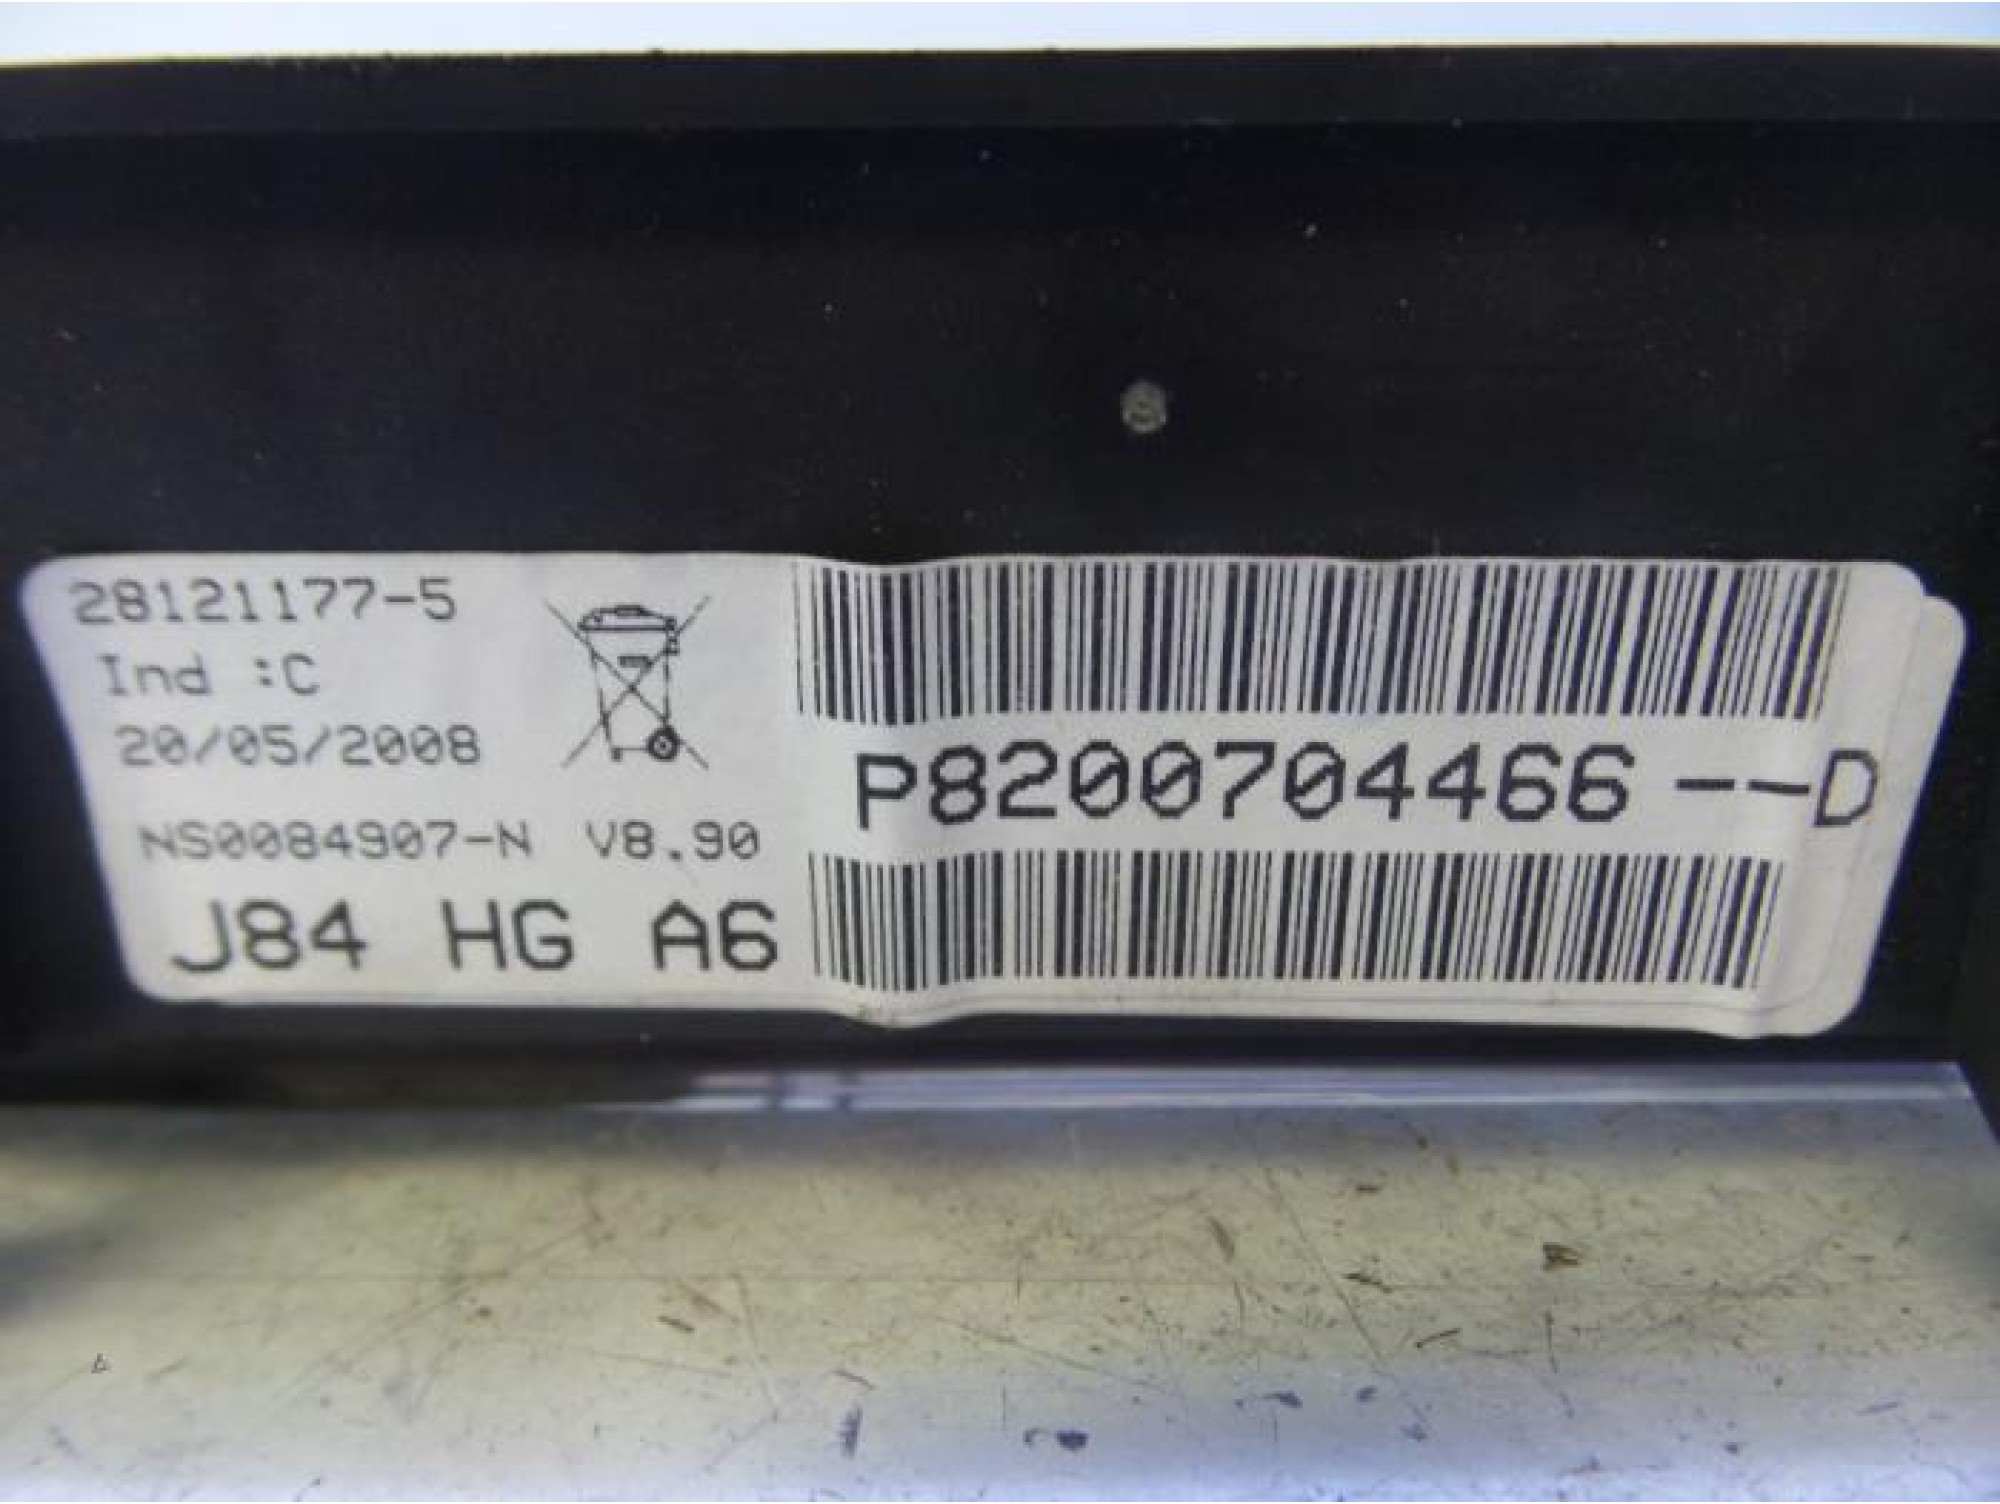 28121177-5
Ind :C
20/05/2008
NS0084907-N V8.90
J84 HG A6
P8200704466--D